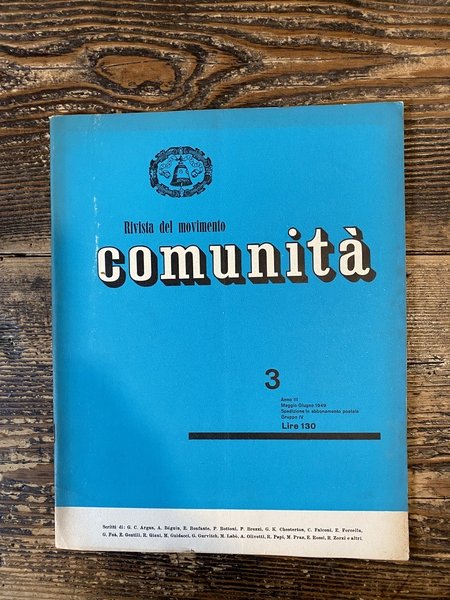 Rivista del movimento
comunità
3
Anno III
Maggio Giugno 1949
Spedizione in abbonamento postale
Gruppo IV
Lire 130
Scritti di: G. C. Argan, A. Béguin, E. Bonfante, P. Bottoni, P. Bruzzi, G. K. Chesterton, C. Falconi, E. Forcella,
G. Foà, E. Gentili, R. Giani, M. Guidacci, G. Gurvitch, M. Labò, A. Olivetti, R. Papi, M. Praz, E. Rossi, B. Zorzi e altri.